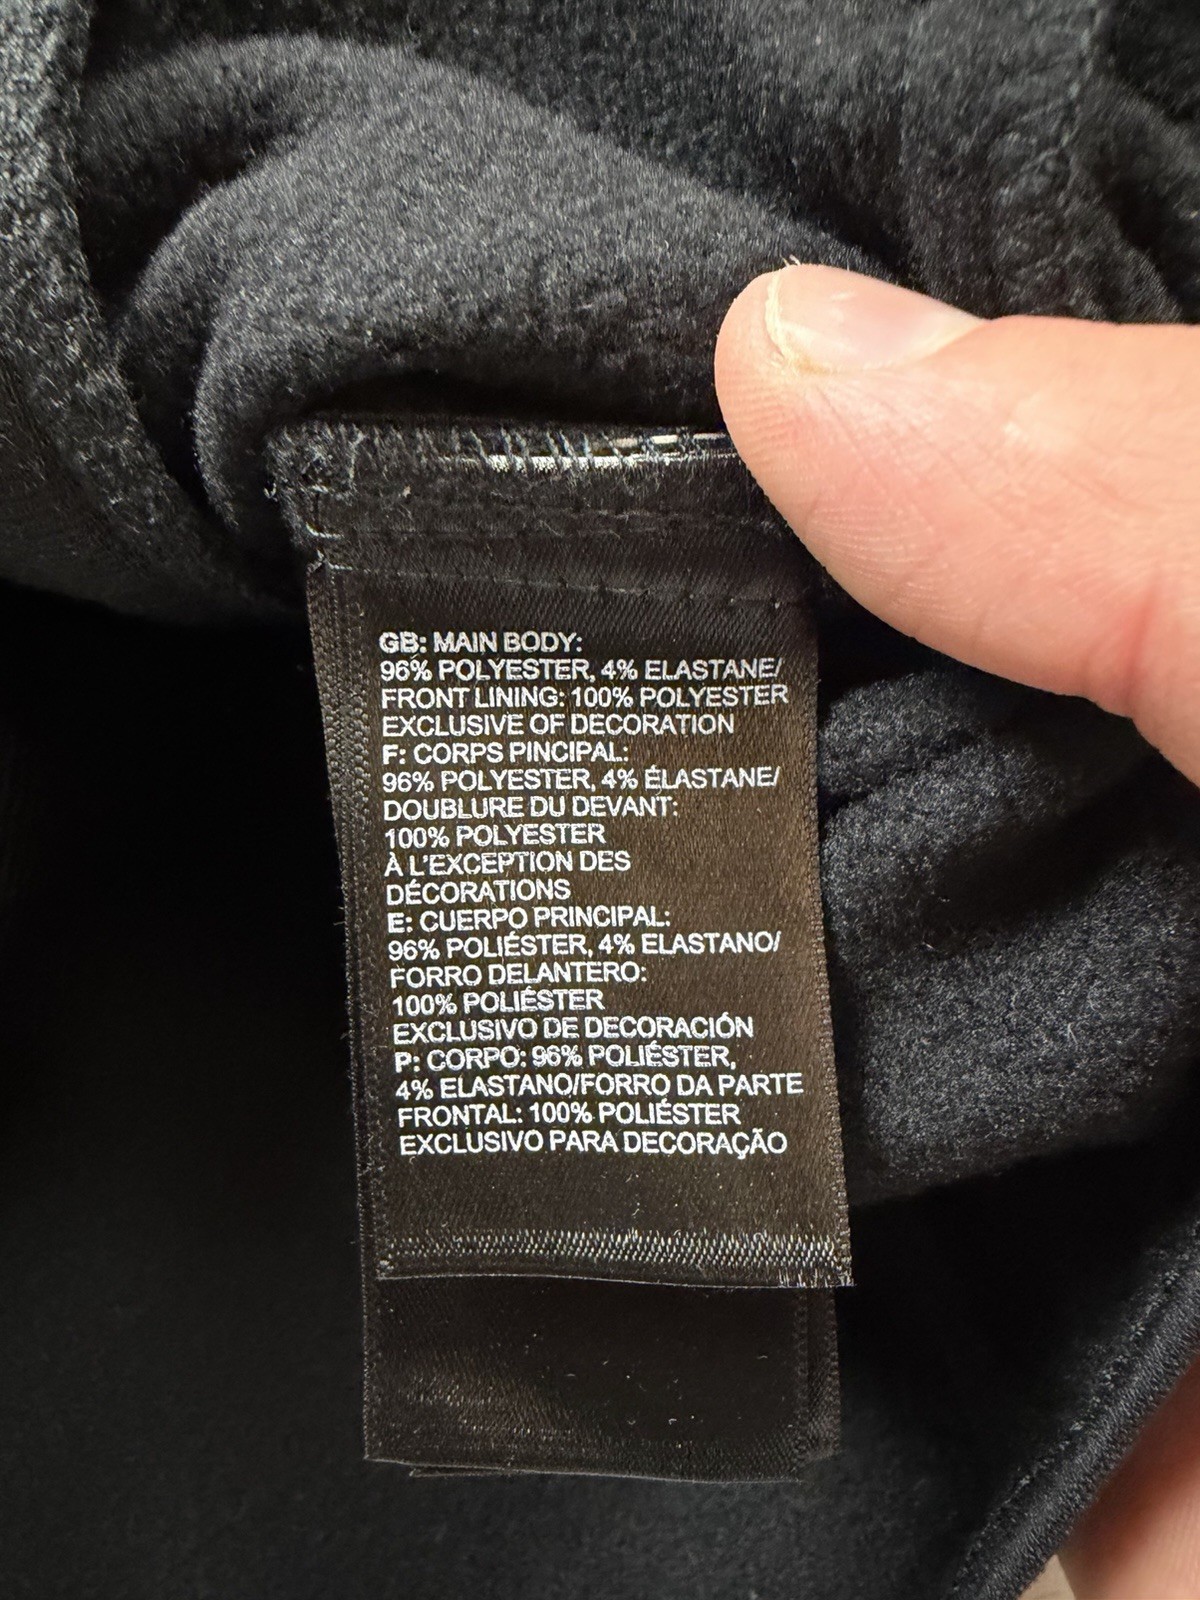 GB: MAIN BODY:
96% POLYESTER, 4% ELASTANE/
FRONT LINING: 100% POLYESTER
EXCLUSIVE OF DECORATION
F: CORPS PINCIPAL:
96% POLYESTER, 4% ÉLASTANE/
DOUBLURE DU DEVANT:
100% POLYESTER
À L'EXCEPTION DES
DÉCORATIONS
E: CUERPO PRINCIPAL:
96% POLIÉSTER, 4% ELASTANO/
FORRO DELANTERO:
100% POLIÉSTER
EXCLUSIVO DE DECORACIÓN
P: CORPO: 96% POLIÉSTER,
4% ELASTANO/FORRO DA PARTE
FRONTAL: 100% POLIÉSTER
EXCLUSIVO PARA DECORAÇÃO